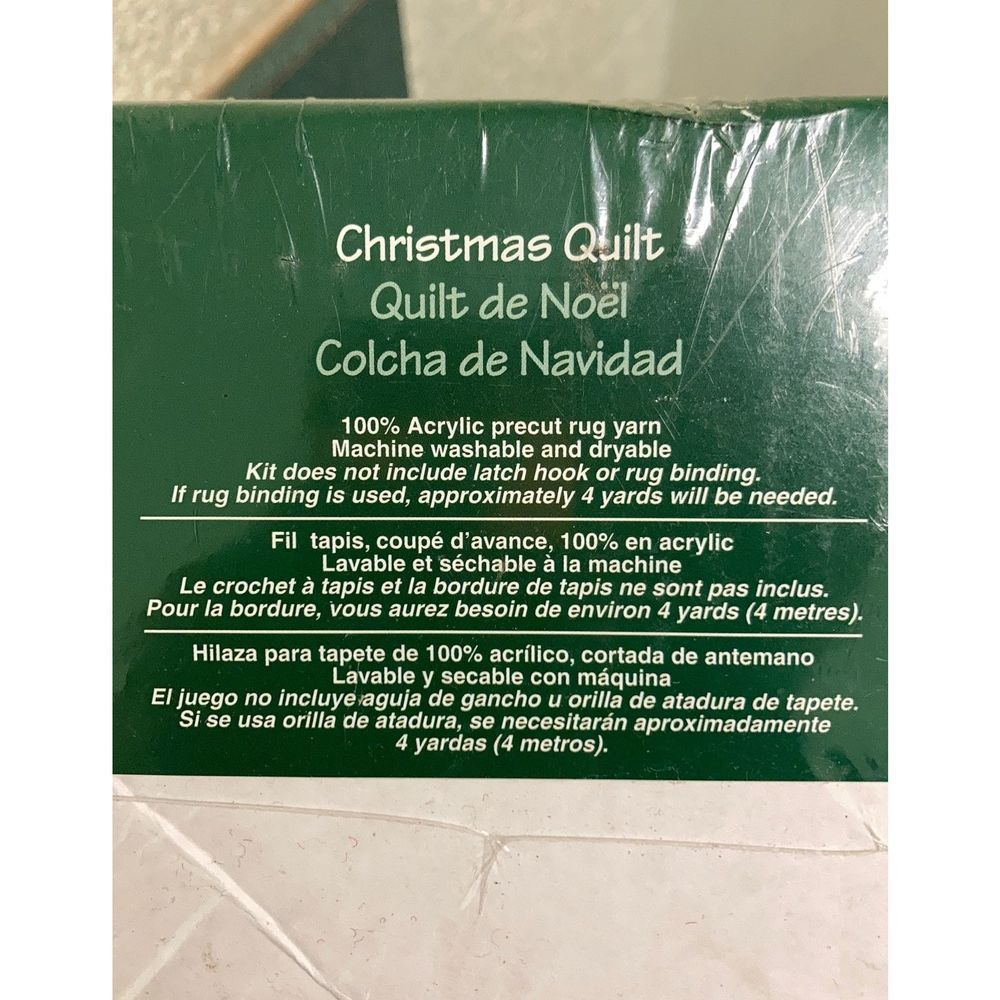 Christmas Quilt
Quilt de Noël
Colcha de Navidad
100% Acrylic precut rug yarn
Machine washable and dryable
Kit does not include latch hook or rug binding.
If rug binding is used, approximately 4 yards will be needed.
Fil tapis, coupé d'avance, 100% en acrylic
Lavable et séchable à la machine
Le crochet à tapis et la bordure de tapis ne sont pas inclus.
Pour la bordure, vous aurez besoin de environ 4 yards (4 metres).
Hilaza para tapete de 100% acrílico, cortada de antemano
Lavable y secable con máquina
El juego no incluye aguja de gancho u orilla de atadura de tapete.
Si se usa orilla de atadura, se necesitarán aproximadamente
4 yardas (4 metros).